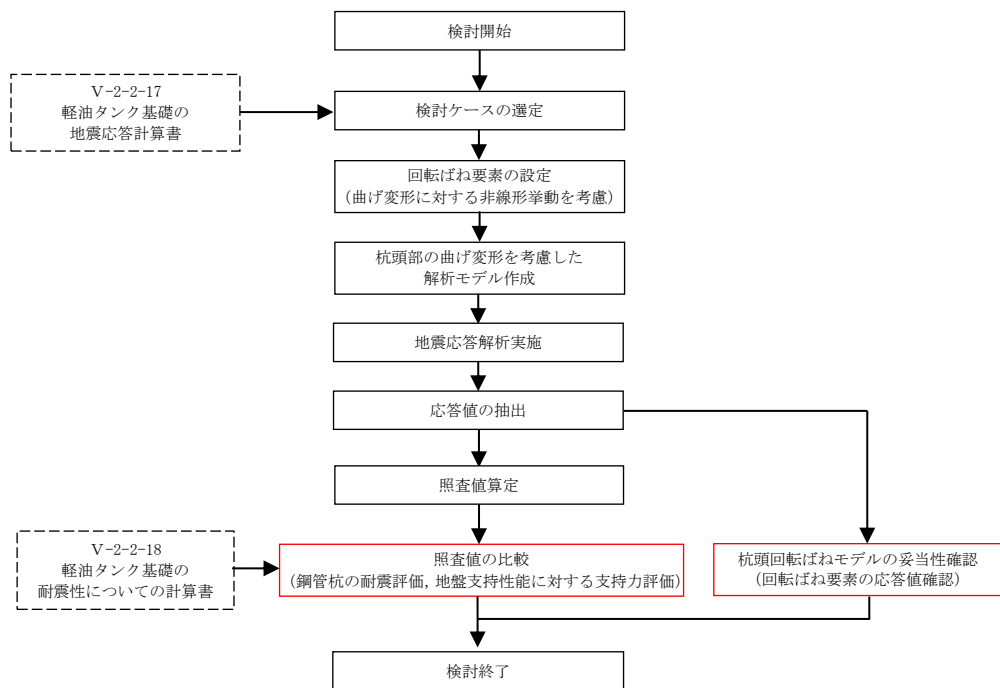 検討開始
Ⅴ-2-2-17
軽油タンク基礎の
地震応答計算書
検討ケースの選定
回転ばね要素の設定
（曲げ変形に対する非線形挙動を考慮）
杭頭部の曲げ変形を考慮した
解析モデル作成
地震応答解析実施
応答値の抽出
照査値算定
Ⅴ-2-2-18
軽油タンク基礎の
耐震性についての計算書
照査値の比較
（鋼管杭の耐震評価，地盤支持性能に対する支持力評価）
杭頭回転ばねモデルの妥当性確認
（回転ばね要素の応答値確認）
検討終了